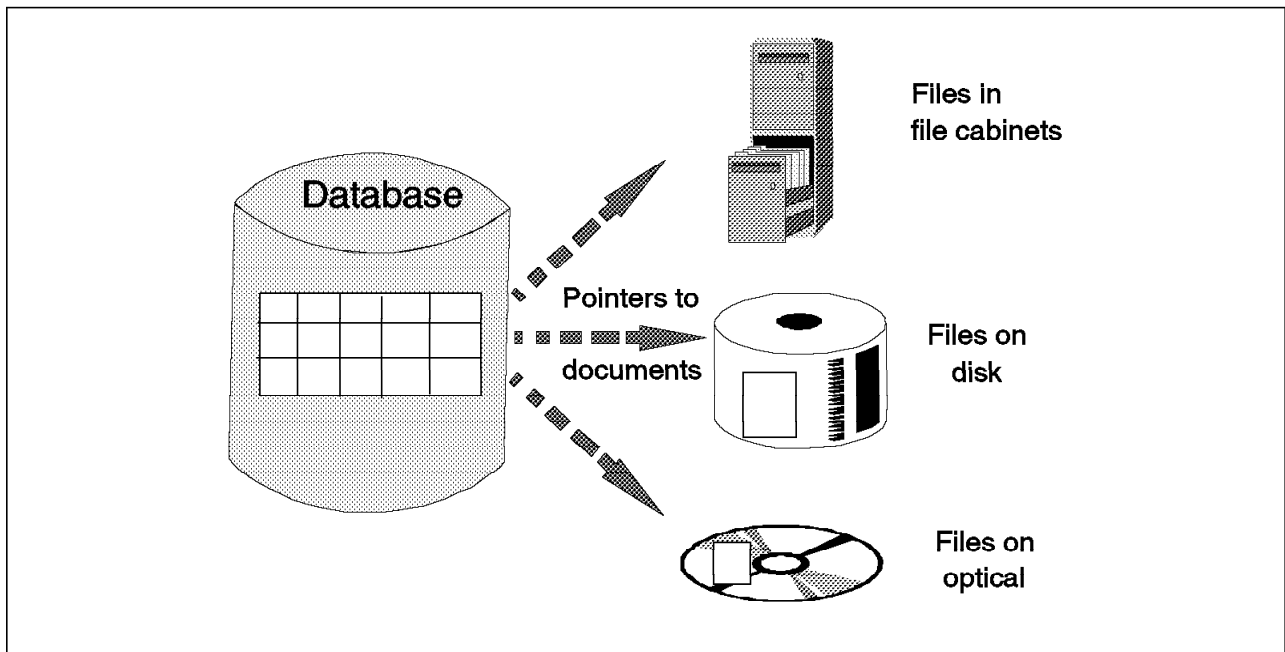 Database
Files in
file cabinets
Pointers to
documents
Files on
disk
Files on
optical